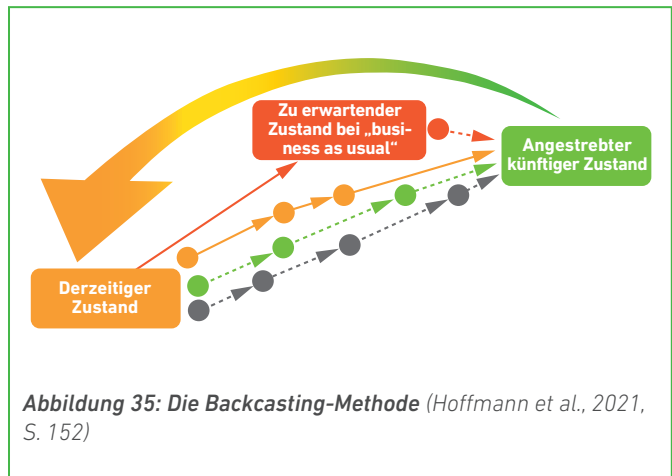 Zu erwartender
Zustand bei „busi-
ness as usual“
Angestrebter
künftiger Zustand
Derzeitiger
Zustand
Abbildung 35: Die Backcasting-Methode (Hoffmann et al., 2021,
S. 152)